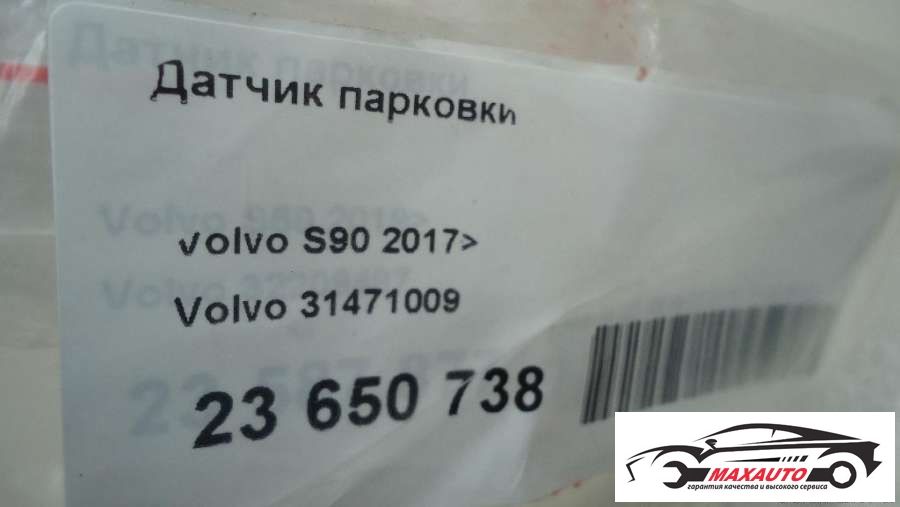 Датчик парковки
Volvo S90 2017>
Volvo 31471009
23 650 738
MAXAUTO
гарантия качества и высокого сервиса